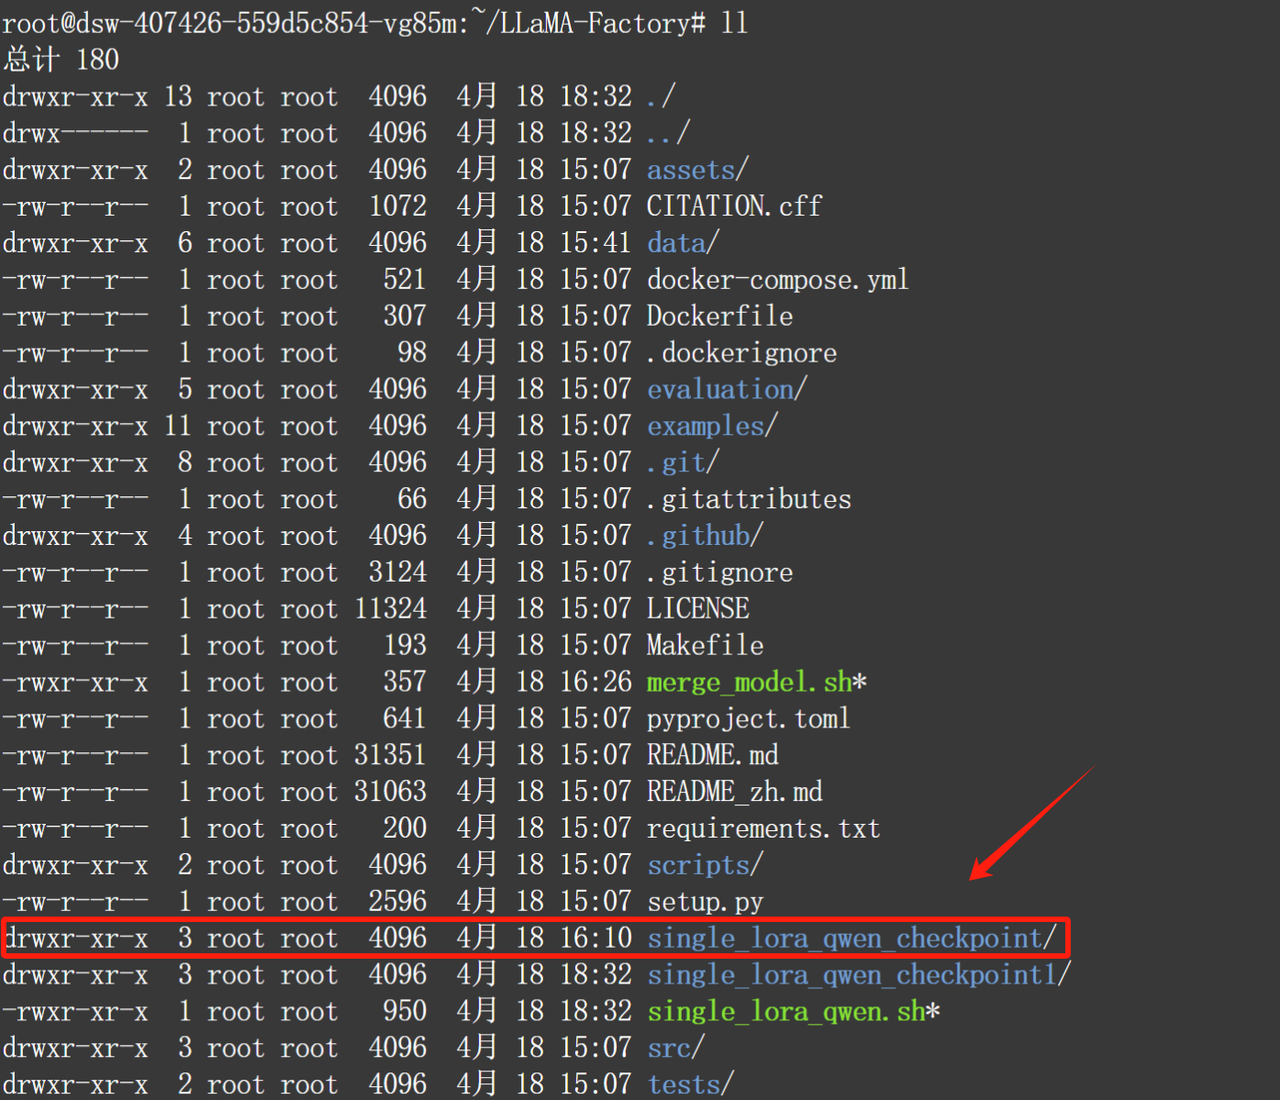 root@dsw-407426-559d5c854-vg85m:~/LLaMA-Factory# ll
总计 180
drwxr-xr-x 13 root root  4096  4月 18 18:32 ./
drwx------  1 root root  4096  4月 18 18:32 ../
drwxr-xr-x  2 root root  4096  4月 18 15:07 assets/
-rw-r--r--  1 root root  1072  4月 18 15:07 CITATION.cff
drwxr-xr-x  6 root root  4096  4月 18 15:41 data/
-rw-r--r--  1 root root   521  4月 18 15:07 docker-compose.yml
-rw-r--r--  1 root root   307  4月 18 15:07 Dockerfile
-rw-r--r--  1 root root    98  4月 18 15:07 .dockerignore
drwxr-xr-x  5 root root  4096  4月 18 15:07 evaluation/
drwxr-xr-x 11 root root  4096  4月 18 15:07 examples/
drwxr-xr-x  8 root root  4096  4月 18 15:07 .git/
-rw-r--r--  1 root root    66  4月 18 15:07 .gitattributes
drwxr-xr-x  4 root root  4096  4月 18 15:07 .github/
-rw-r--r--  1 root root  3124  4月 18 15:07 .gitignore
-rw-r--r--  1 root root 11324  4月 18 15:07 LICENSE
-rw-r--r--  1 root root   193  4月 18 15:07 Makefile
-rwxr-xr-x  1 root root   357  4月 18 16:26 merge_model.sh*
-rw-r--r--  1 root root   641  4月 18 15:07 pyproject.toml
-rw-r--r--  1 root root 31351  4月 18 15:07 README.md
-rw-r--r--  1 root root 31063  4月 18 15:07 README_zh.md
-rw-r--r--  1 root root   200  4月 18 15:07 requirements.txt
drwxr-xr-x  2 root root  4096  4月 18 15:07 scripts/
-rw-r--r--  1 root root  2596  4月 18 15:07 setup.py
drwxr-xr-x  3 root root  4096  4月 18 16:10 single_lora_qwen_checkpoint/
drwxr-xr-x  3 root root  4096  4月 18 18:32 single_lora_qwen_checkpoint1/
-rwxr-xr-x  1 root root   950  4月 18 18:32 single_lora_qwen.sh*
drwxr-xr-x  3 root root  4096  4月 18 15:07 src/
drwxr-xr-x  2 root root  4096  4月 18 15:07 tests/